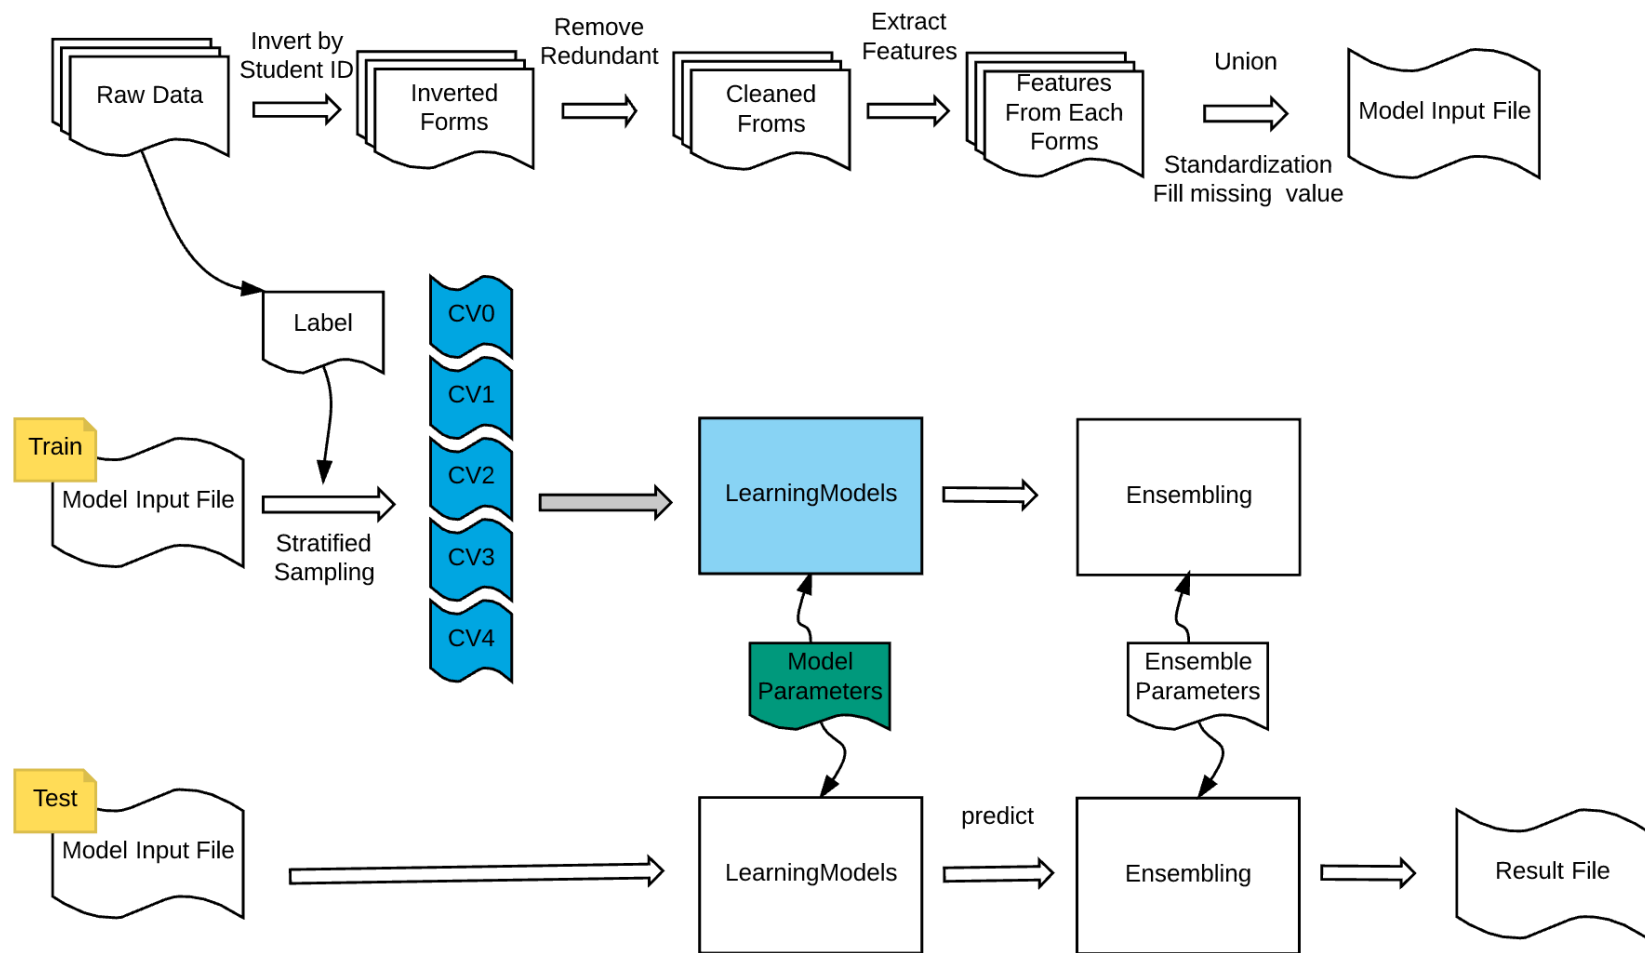 Invert by
Student ID
Remove
Redundant
Extract
Features
Union
Raw Data
Inverted
Forms
Cleaned
Froms
Features
From Each
Forms
Model Input File
Standardization
Fill missing value
Label
CV0
CV1
CV2
CV3
CV4
Train
Model Input File
Stratified
Sampling
LearningModels
Ensembling
Model
Parameters
Ensemble
Parameters
Test
Model Input File
LearningModels
predict
Ensembling
Result File